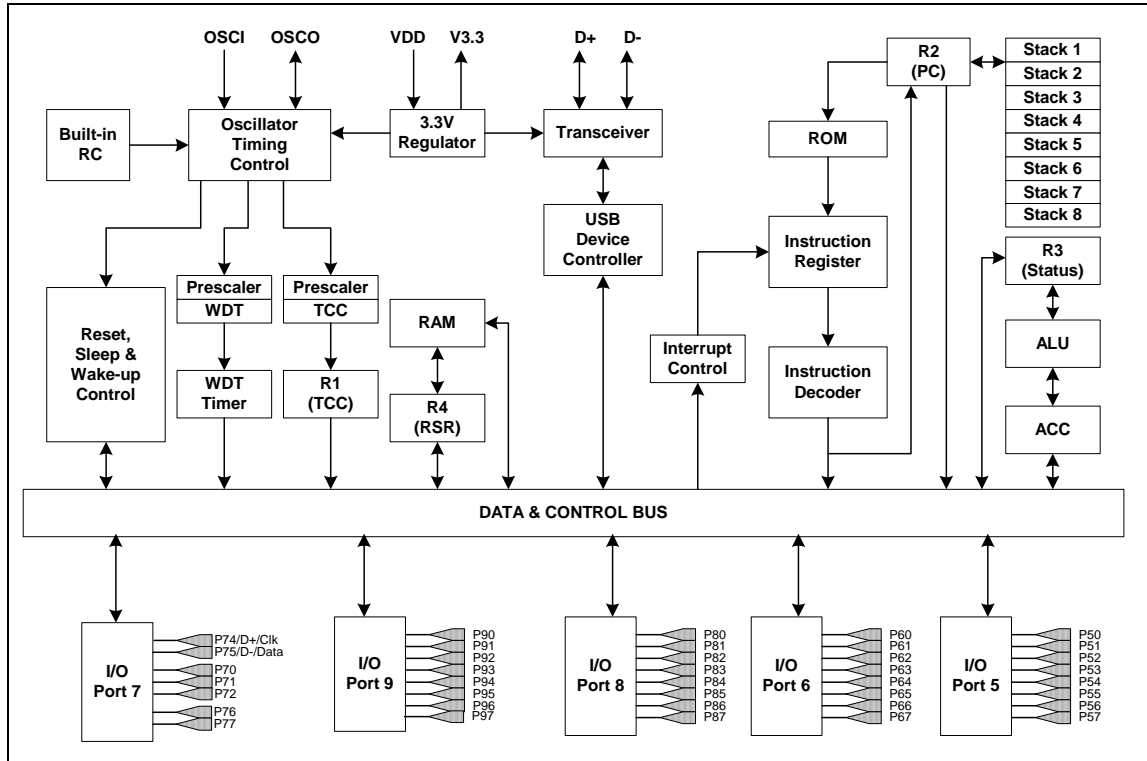 OSCI
OSCO
VDD
V3.3
D+
D-
R2
(PC)
Stack 1
Stack 2
Stack 3
Stack 4
Stack 5
Stack 6
Stack 7
Stack 8
Built-in
RC
Oscillator
Timing
Control
3.3V
Regulator
Transceiver
ROM
USB
Device
Controller
Instruction
Register
R3
(Status)
Prescaler
WDT
Prescaler
TCC
RAM
Reset,
Sleep &
Wake-up
Control
WDT
Timer
R1
(TCC)
R4
(RSR)
Interrupt
Control
Instruction
Decoder
ALU
ACC
DATA & CONTROL BUS
I/O
Port 7
P74/D+/Clk
P75/D-/Data
P70
P71
P72
P76
P77
I/O
Port 9
P90
P91
P92
P93
P94
P95
P96
P97
I/O
Port 8
P80
P81
P82
P83
P84
P85
P86
P87
I/O
Port 6
P60
P61
P62
P63
P64
P65
P66
P67
I/O
Port 5
P50
P51
P52
P53
P54
P55
P56
P57